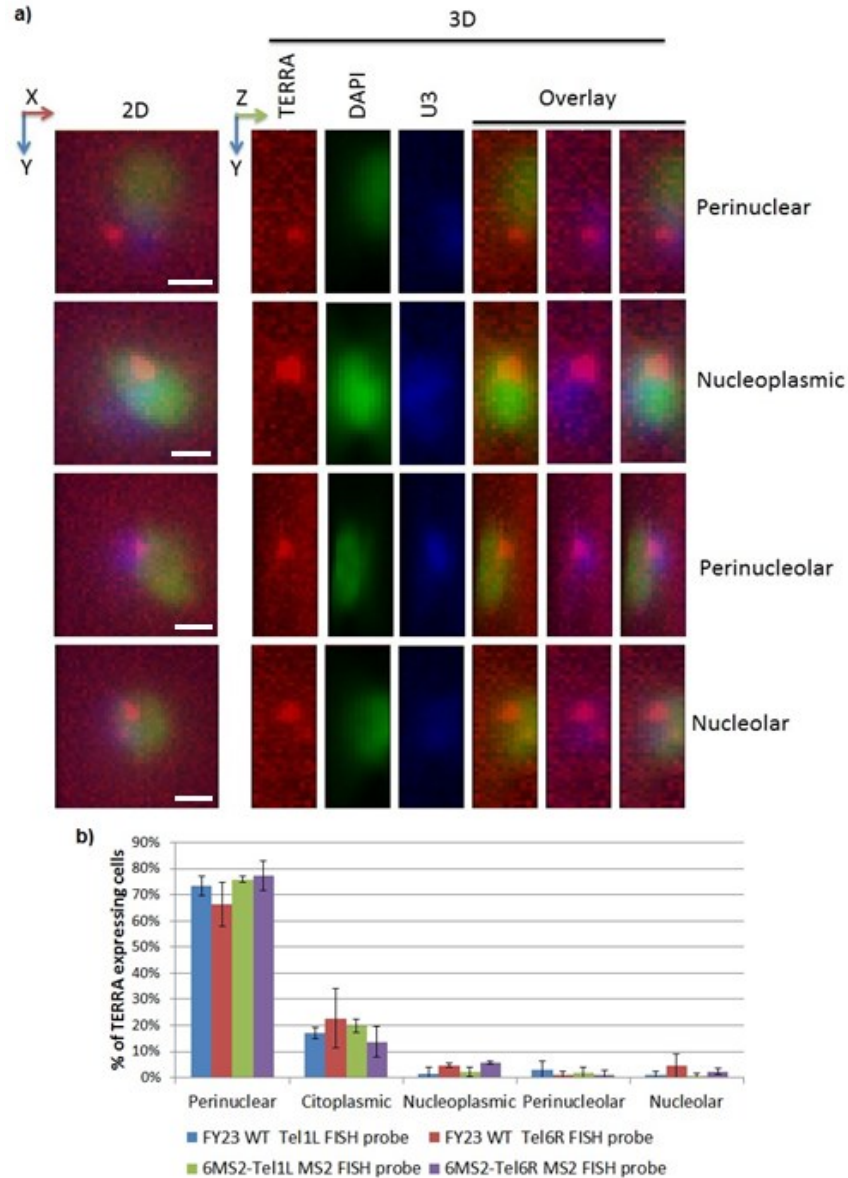 a)
3D
X
2D
Z
TERRA
DAPI
U3
Overlay
Y
Y
Perinuclear
Nucleoplasmic
Perinucleolar
Nucleolar
b)
% of TERRA expressing cells
90%
80%
70%
60%
50%
40%
30%
20%
10%
0%
Perinuclear Citoplasmic Nucleoplasmic Perinucleolar Nucleolar
FY23 WT Tel1L FISH probe FY23 WT Tel6R FISH probe
6MS2-Tel1L MS2 FISH probe 6MS2-Tel6R MS2 FISH probe